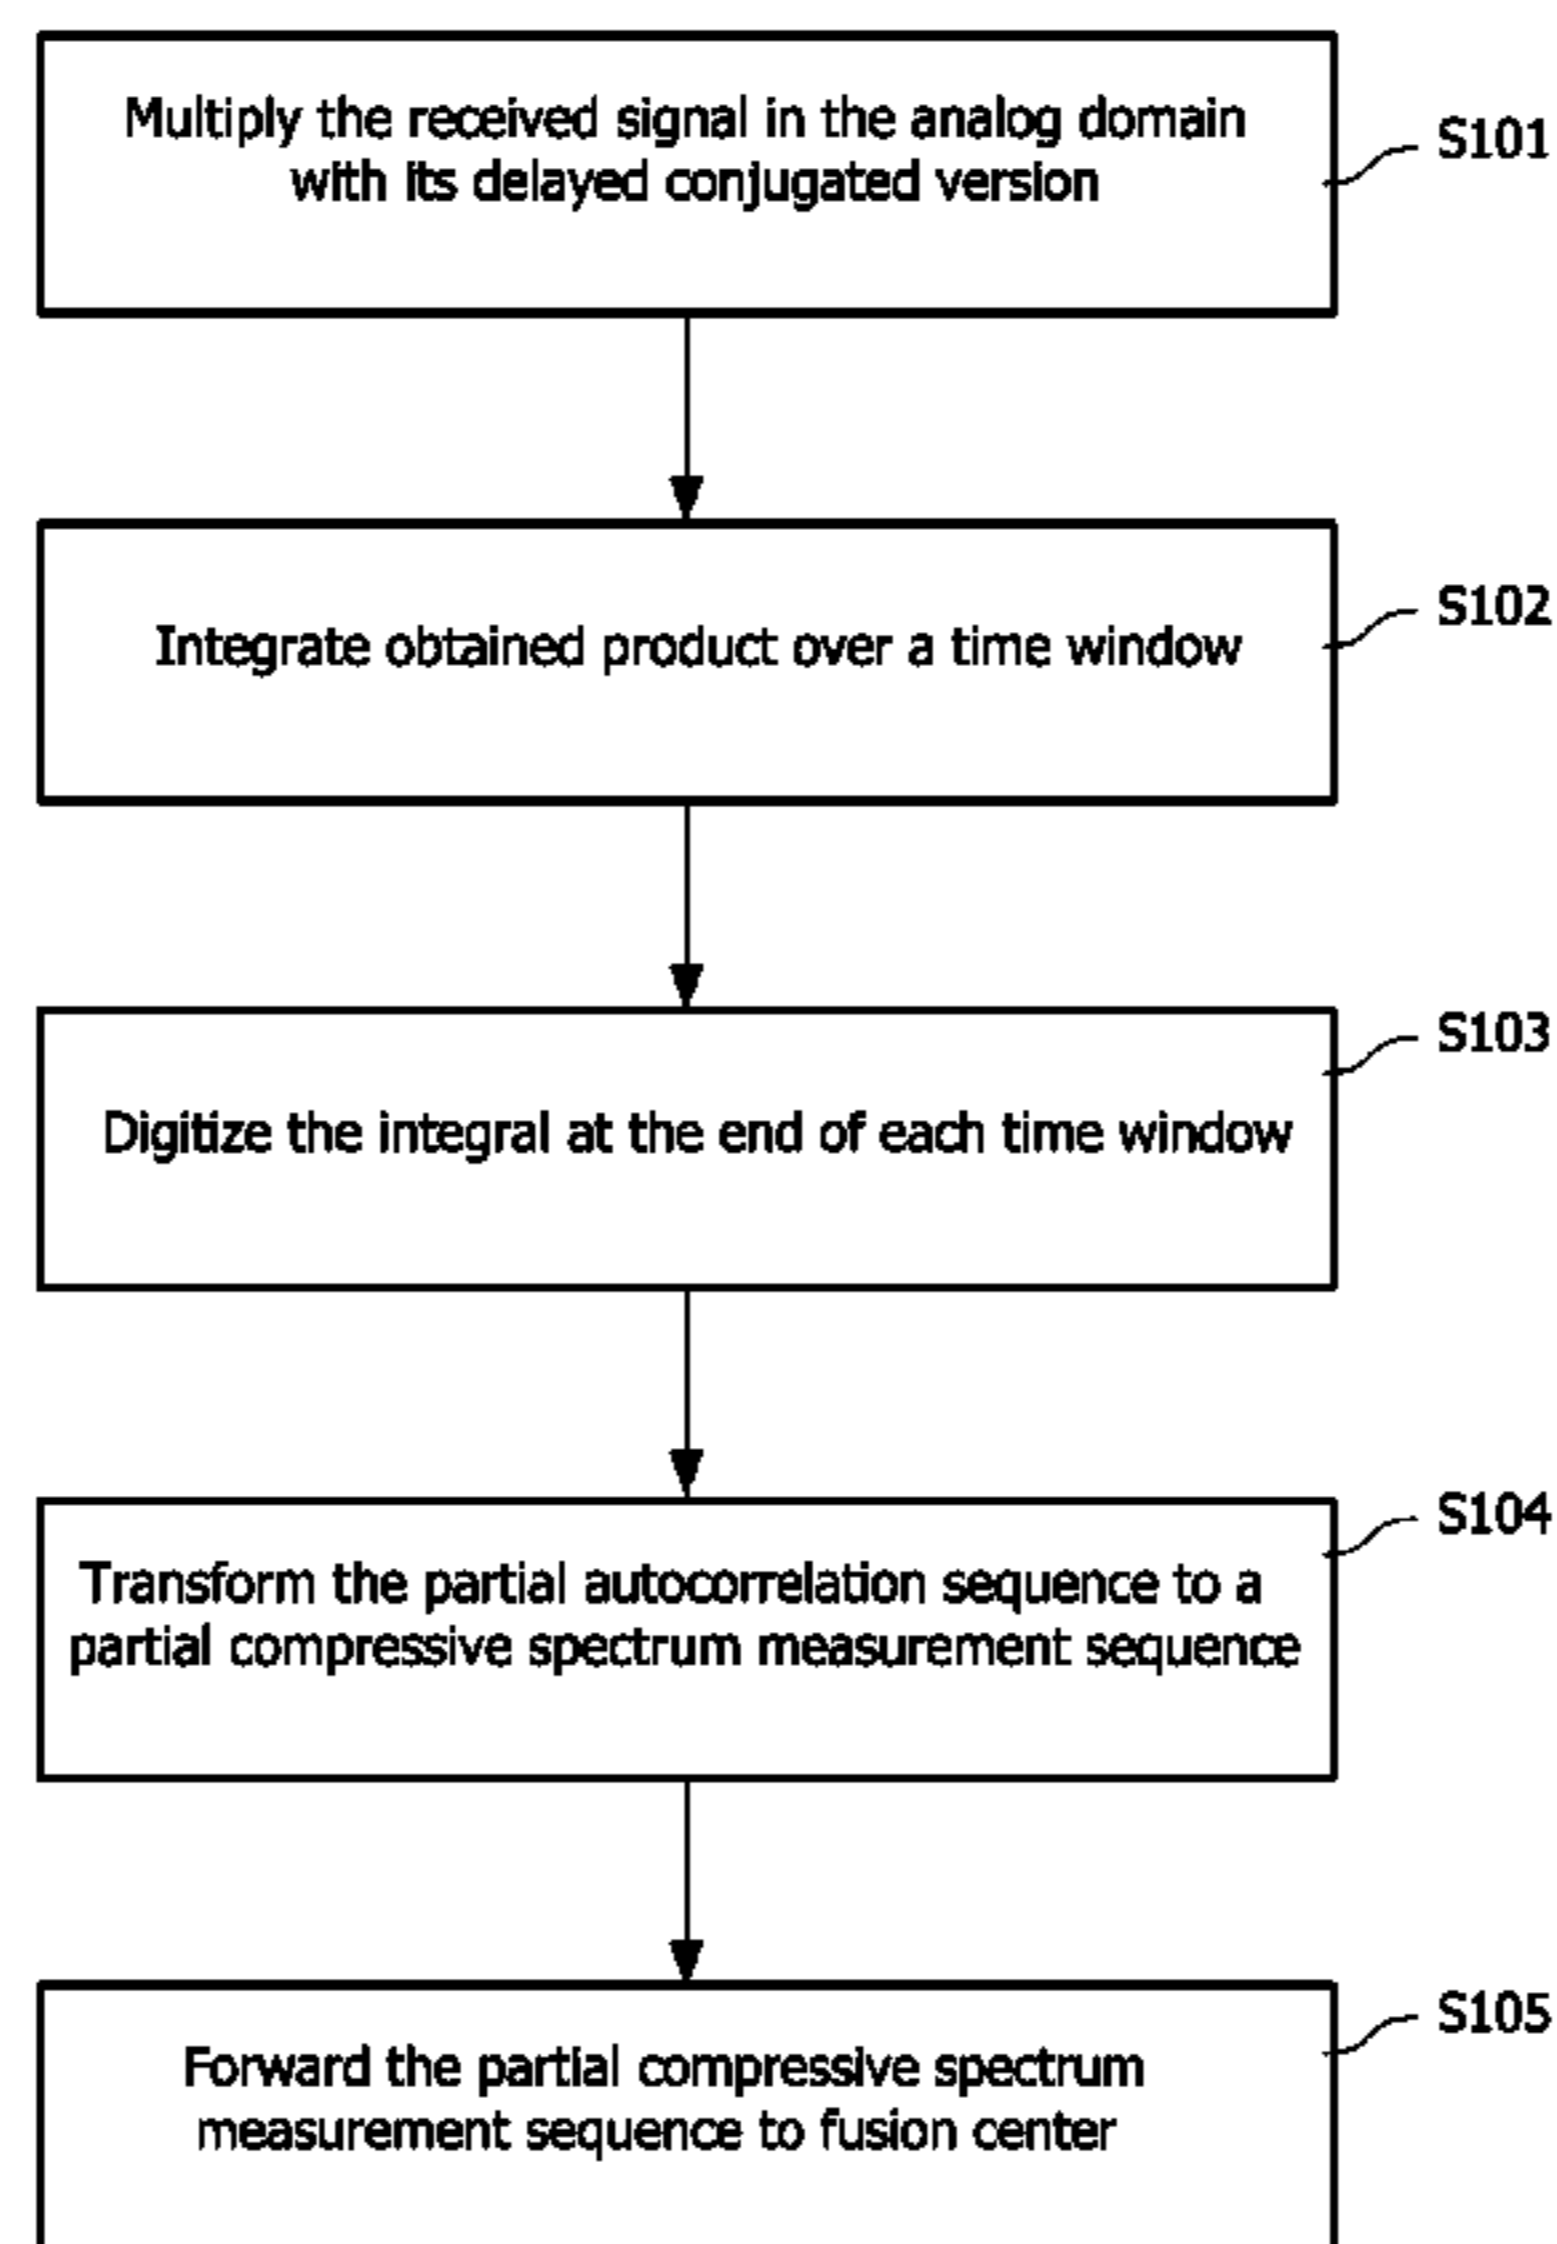 Multiply the received signal in the analog domain
with its delayed conjugated version
S101
Integrate obtained product over a time window
S102
Digitize the integral at the end of each time window
S103
Transform the partial autocorrelation sequence to a
partial compressive spectrum measurement sequence
S104
Forward the partial compressive spectrum
measurement sequence to fusion center
S105